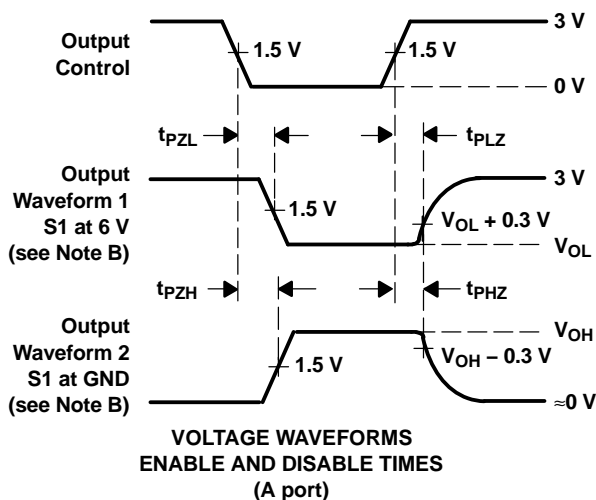 3 V
Output
Control
1.5 V
1.5 V
0 V
tPZL
tPLZ
Output
Waveform 1
S1 at 6 V
(see Note B)
3 V
1.5 V
VOL + 0.3 V
VOL
tPZH
tPHZ
Output
Waveform 2
S1 at GND
(see Note B)
VOH
1.5 V
VOH − 0.3 V
≈0 V
VOLTAGE WAVEFORMS
ENABLE AND DISABLE TIMES
(A port)